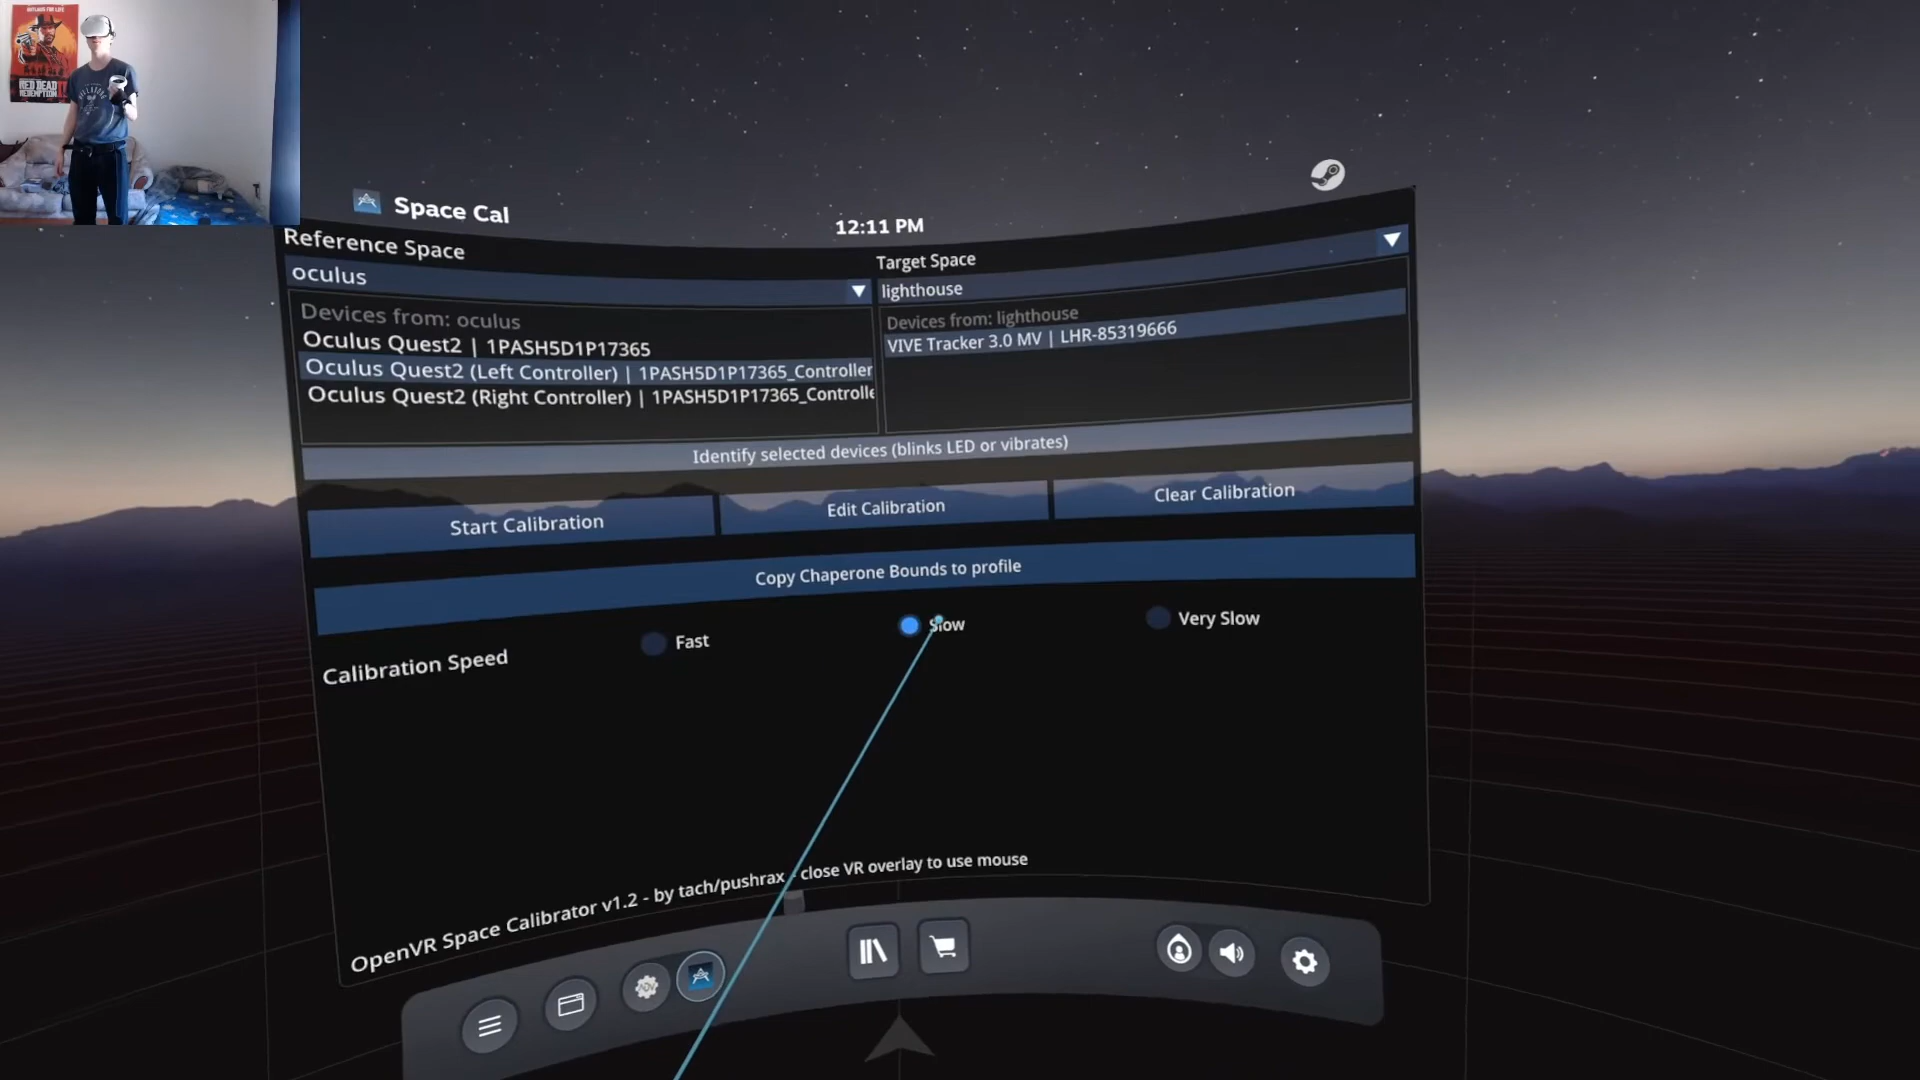 RED DEAD
REDEMPTION
Space Cal
12:11 PM
Reference Space
oculus
Devices from: oculus
Oculus Quest2 | 1PASH5D1P17365
Oculus Quest2 (Left Controller) | 1PASH5D1P17365_Controller
Oculus Quest2 (Right Controller) | 1PASH5D1P17365_Controlle
Target Space
lighthouse
Devices from: lighthouse
VIVE Tracker 3.0 MV | LHR-85319666
Identify selected devices (blinks LED or vibrates)
Start Calibration
Edit Calibration
Clear Calibration
Copy Chaperone Bounds to profile
Calibration Speed
Fast
Slow
Very Slow
OpenVR Space Calibrator v1.2 - by tach/pushrax - close VR overlay to use mouse